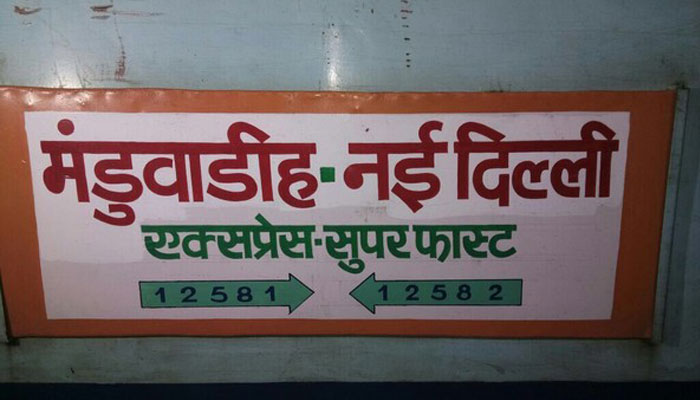 मंडुवाडीह-नई दिल्ली
एक्सप्रेस-सुपर फास्ट
12581 12582